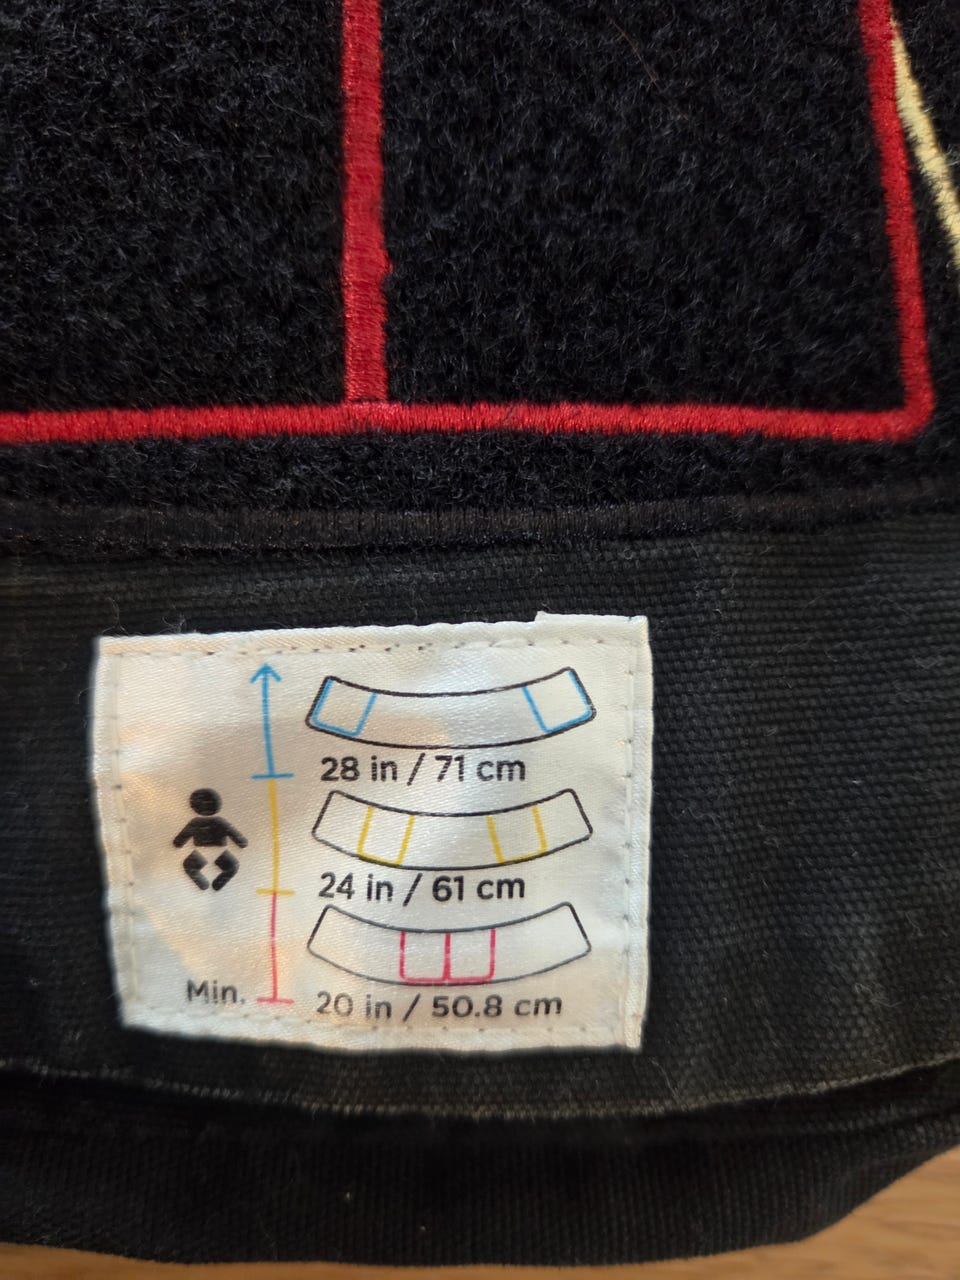 28 in / 71 cm
24 in / 61 cm
Min. 20 in / 50.8 cm